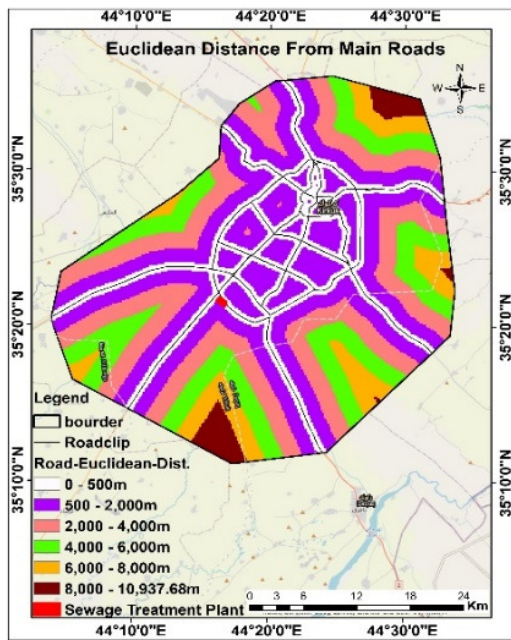 44°10'0"E 44°20'0"E 44°30'0"E
Euclidean Distance From Main Roads
N
W E
S
35°30'0"N 35°30'0"N
35°20'0"N 35°20'0"N
35°10'0"N 35°10'0"N
Legend
bourder
Roadclip
Road-Euclidean-Dist.
0 - 500m
500 - 2,000m
2,000 - 4,000m
4,000 - 6,000m
6,000 - 8,000m
8,000 - 10,937.68m
Sewage Treatment Plant
0 3 6 12 18 24
Km
44°10'0"E 44°20'0"E 44°30'0"E